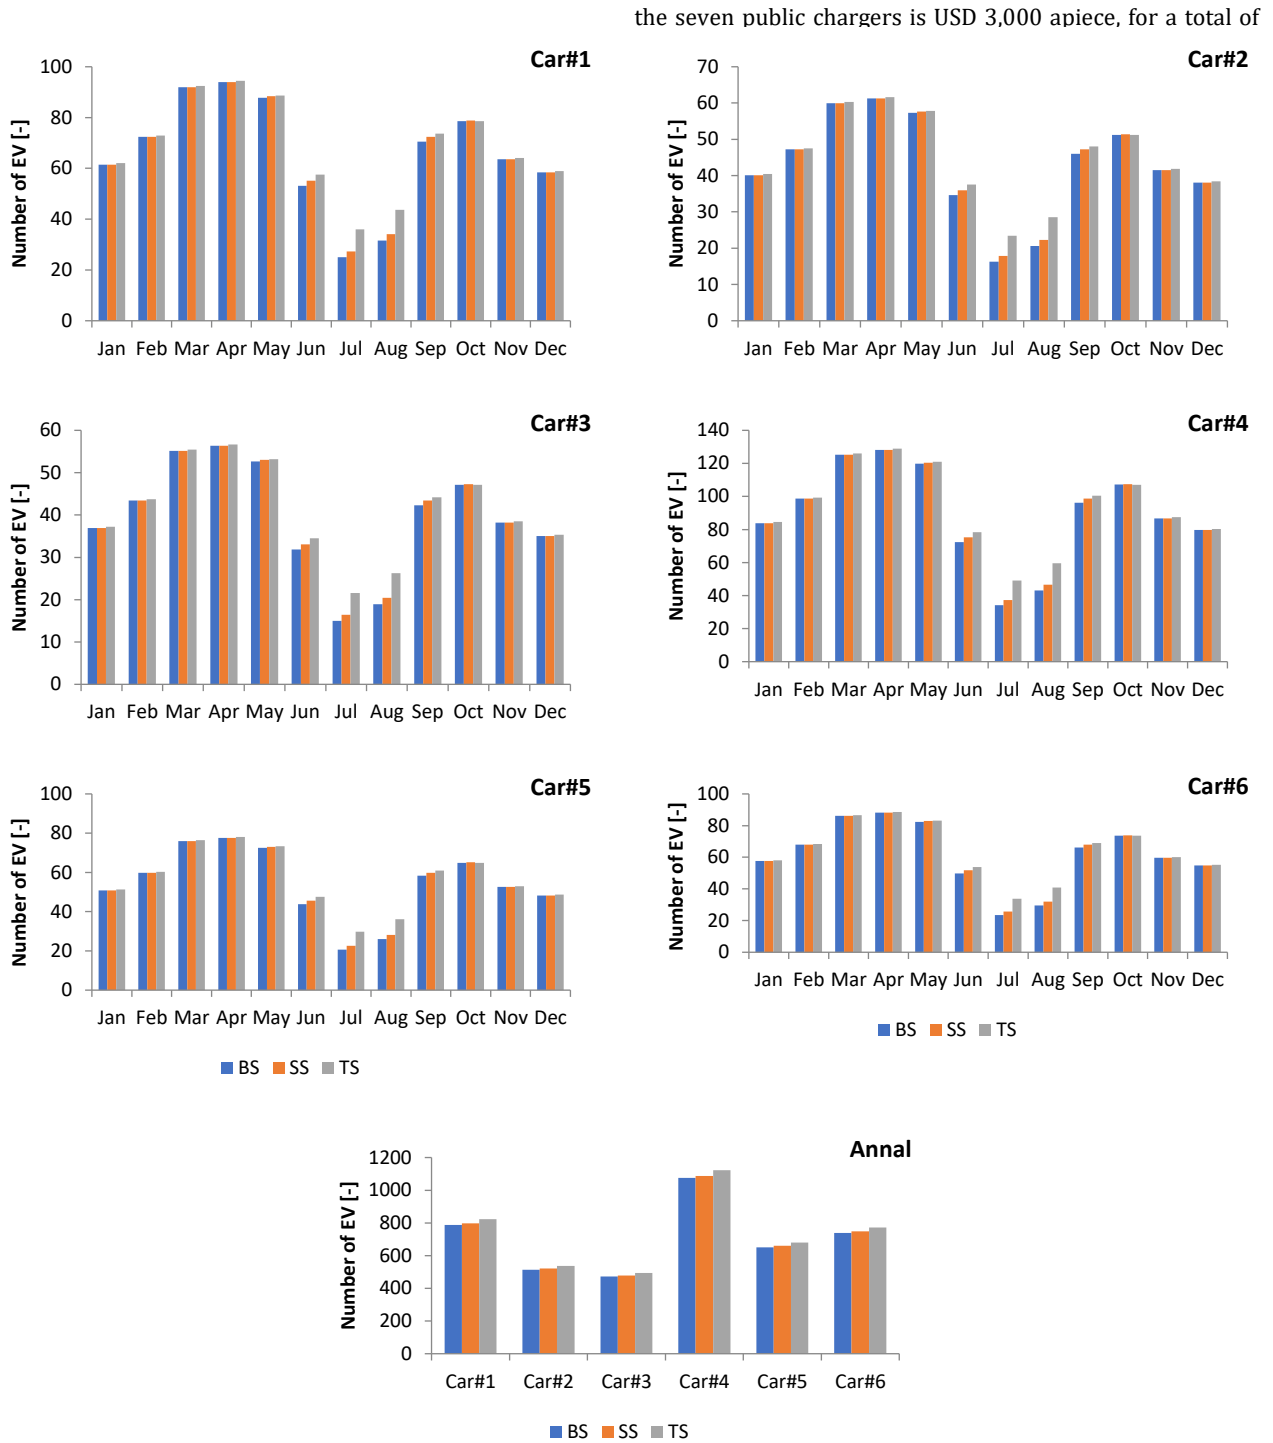 the seven public chargers is USD 3,000 apiece, for a total of
Car#1
Number of EV [-]
100
80
60
40
20
0
Jan Feb Mar Apr May Jun Jul Aug Sep Oct Nov Dec
Car#2
Number of EV [-]
70
60
50
40
30
20
10
0
Jan Feb Mar Apr May Jun Jul Aug Sep Oct Nov Dec
Car#3
Number of EV [-]
60
50
40
30
20
10
0
Jan Feb Mar Apr May Jun Jul Aug Sep Oct Nov Dec
Car#4
Number of EV [-]
140
120
100
80
60
40
20
0
Jan Feb Mar Apr May Jun Jul Aug Sep Oct Nov Dec
Car#5
Number of EV [-]
100
80
60
40
20
0
Jan Feb Mar Apr May Jun Jul Aug Sep Oct Nov Dec
BS SS TS
Car#6
Number of EV [-]
100
80
60
40
20
0
Jan Feb Mar Apr May Jun Jul Aug Sep Oct Nov Dec
BS SS TS
Annal
Number of EV [-]
1200
1000
800
600
400
200
0
Car#1 Car#2 Car#3 Car#4 Car#5 Car#6
BS SS TS